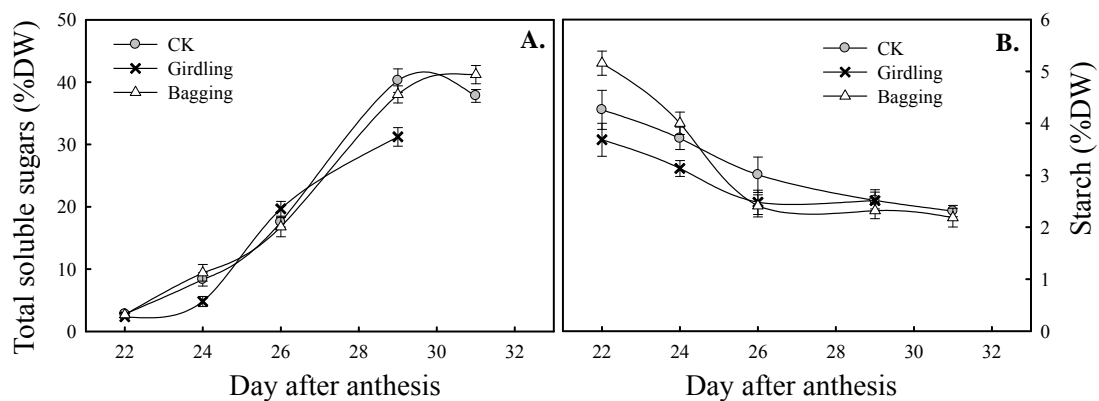 Total soluble sugars (%DW)
50
40
30
20
10
0
CK
Girdling
Bagging
A.
22
24
26
28
30
32
Day after anthesis
B.
CK
Girdling
Bagging
6
5
4
3
2
1
0
Starch (%DW)
22
24
26
28
30
32
Day after anthesis